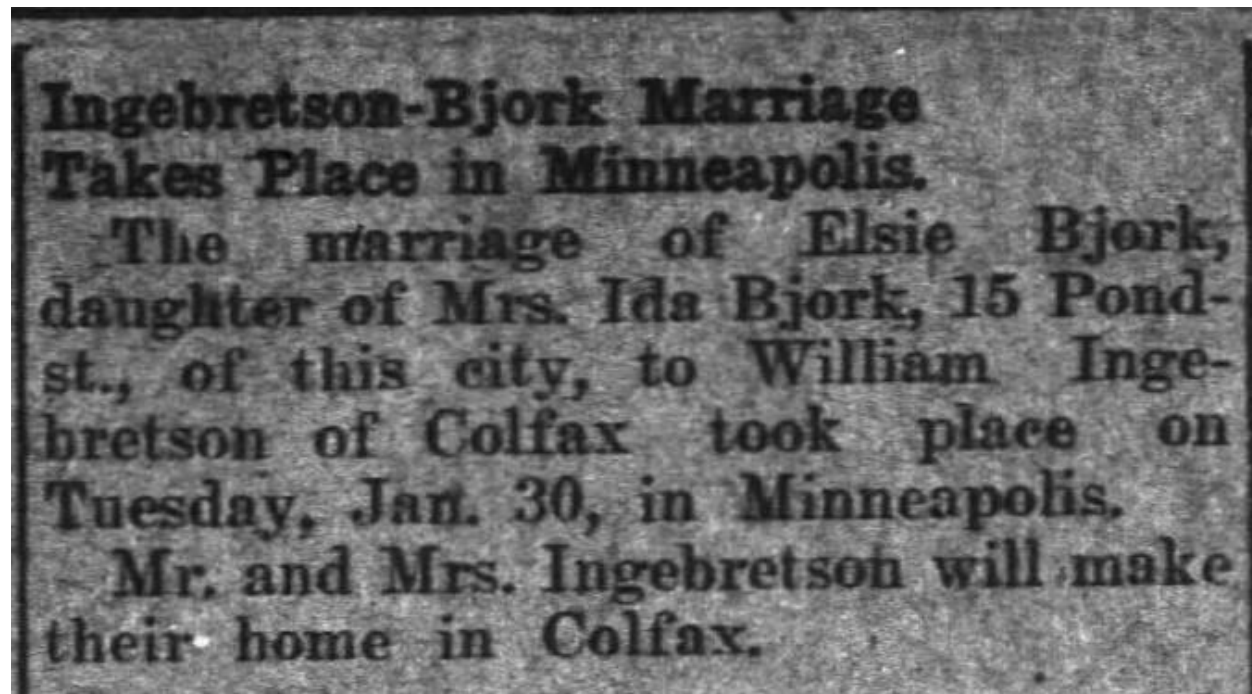 Ingebretson-Bjork Marriage
Takes Place in Minneapolis.
The marriage of Elsie Bjork,
daughter of Mrs. Ida Bjork, 15 Pond-
st., of this city, to William Inge-
bretson of Colfax took place on
Tuesday, Jan. 30, in Minneapolis.
Mr. and Mrs. Ingebretson will make
their home in Colfax.